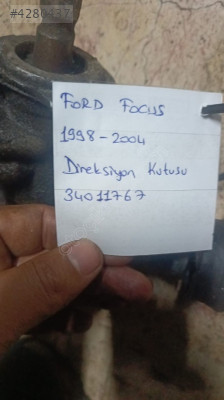 FORD FOCUS
1998-2004
Direksiyon Kutusu
34011767